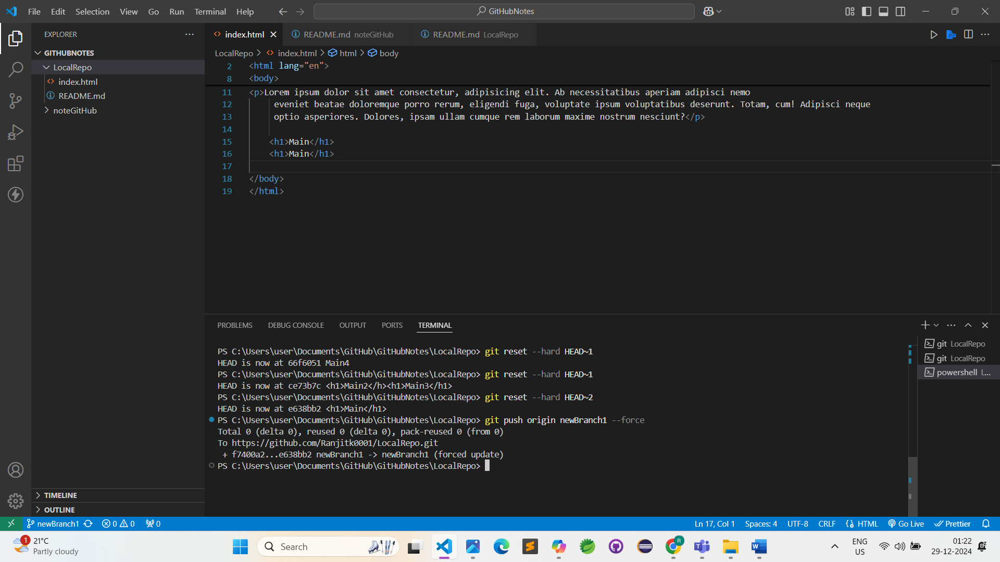 File Edit Selection View Go Run Terminal Help
GitHubNotes
EXPLORER
GITHUBNOTES
LocalRepo
index.html
README.md
noteGitHub
TIMELINE
OUTLINE
index.html
README.md noteGitHub
README.md LocalRepo
LocalRepo > index.html > html > body
2 <html lang="en">
8 <body>
11 <p>Lorem ipsum dolor sit amet consectetur, adipisicing elit. Ab necessitatibus aperiam adipisci nemo
12 eveniet beatae doloremque porro rerum, eligendi fuga, voluptate ipsum voluptatibus deserunt. Totam, cum! Adipisci neque
13 optio asperiores. Dolores, ipsam ullam cumque rem laborum maxime nostrum nesciunt?</p>
14
15 <h1>Main</h1>
16 <h1>Main</h1>
17
18 </body>
19 </html>
PROBLEMS DEBUG CONSOLE OUTPUT PORTS TERMINAL
PS C:\Users\user\Documents\GitHub\GitHubNotes\LocalRepo> git reset --hard HEAD~1
HEAD is now at 66f6051 Main4
PS C:\Users\user\Documents\GitHub\GitHubNotes\LocalRepo> git reset --hard HEAD~1
HEAD is now at ce73b7c <h1>Main2</h><h1>Main3</h1>
PS C:\Users\user\Documents\GitHub\GitHubNotes\LocalRepo> git reset --hard HEAD~2
HEAD is now at e638bb2 <h1>Main</h1>
PS C:\Users\user\Documents\GitHub\GitHubNotes\LocalRepo> git push origin newBranch1 --force
Total 0 (delta 0), reused 0 (delta 0), pack-reused 0 (from 0)
To https://github.com/Ranjitk0001/LocalRepo.git
+ f7400a2...e638bb2 newBranch1 -> newBranch1 (forced update)
PS C:\Users\user\Documents\GitHub\GitHubNotes\LocalRepo>
git LocalRepo
git LocalRepo
powershell L...
newBranch1 0 0 0
Ln 17, Col 1 Spaces: 4 UTF-8 CRLF HTML Go Live Prettier
1
21°C
Partly cloudy
Search
R
ENG
US
01:22
29-12-2024